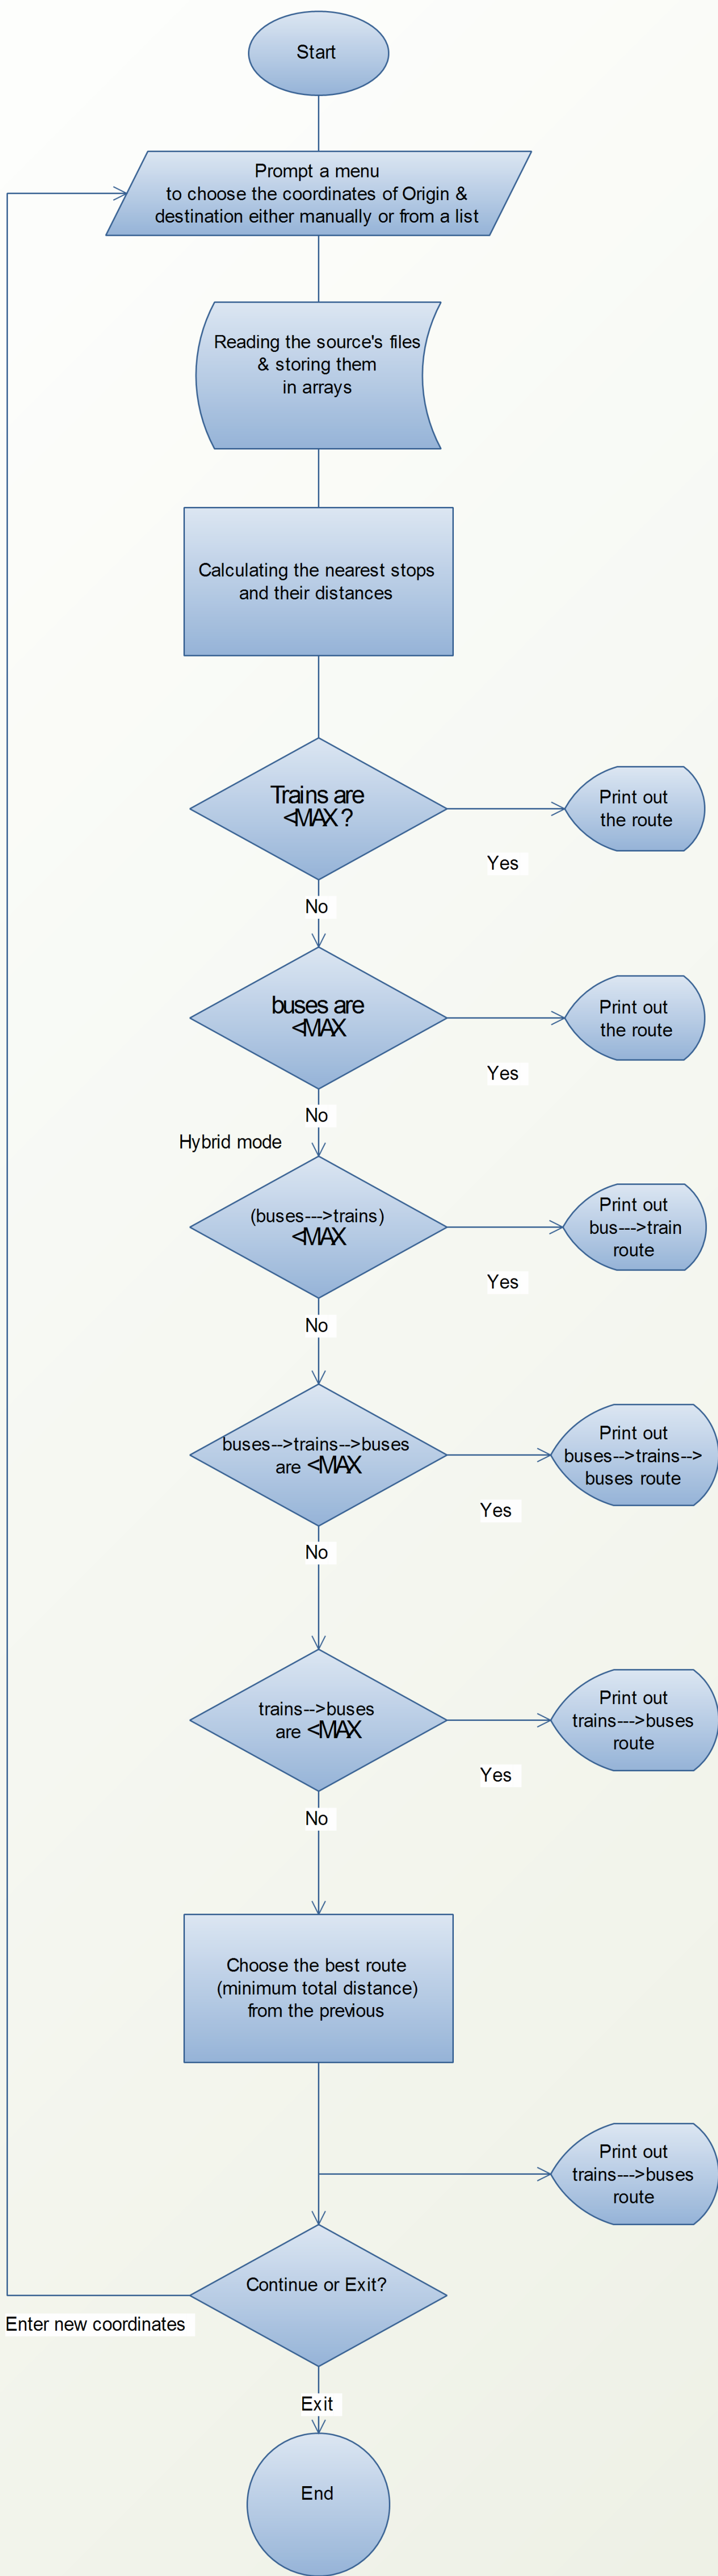 Start
Prompt a menu
to choose the coordinates of Origin &
destination either manually or from a list
Reading the source's files
& storing them
in arrays
Calculating the nearest stops
and their distances
Trains are
<MAX ?
Print out
the route
Yes
No
buses are
<MAX
Print out
the route
Yes
No
Hybrid mode
(buses--->trains)
<MAX
Print out
bus--->train
route
Yes
No
buses-->trains-->buses
are <MAX
Print out
buses-->trains-->
buses route
Yes
No
trains-->buses
are <MAX
Print out
trains--->buses
route
Yes
No
Choose the best route
(minimum total distance)
from the previous
Print out
trains--->buses
route
Continue or Exit?
Enter new coordinates
Exit
End